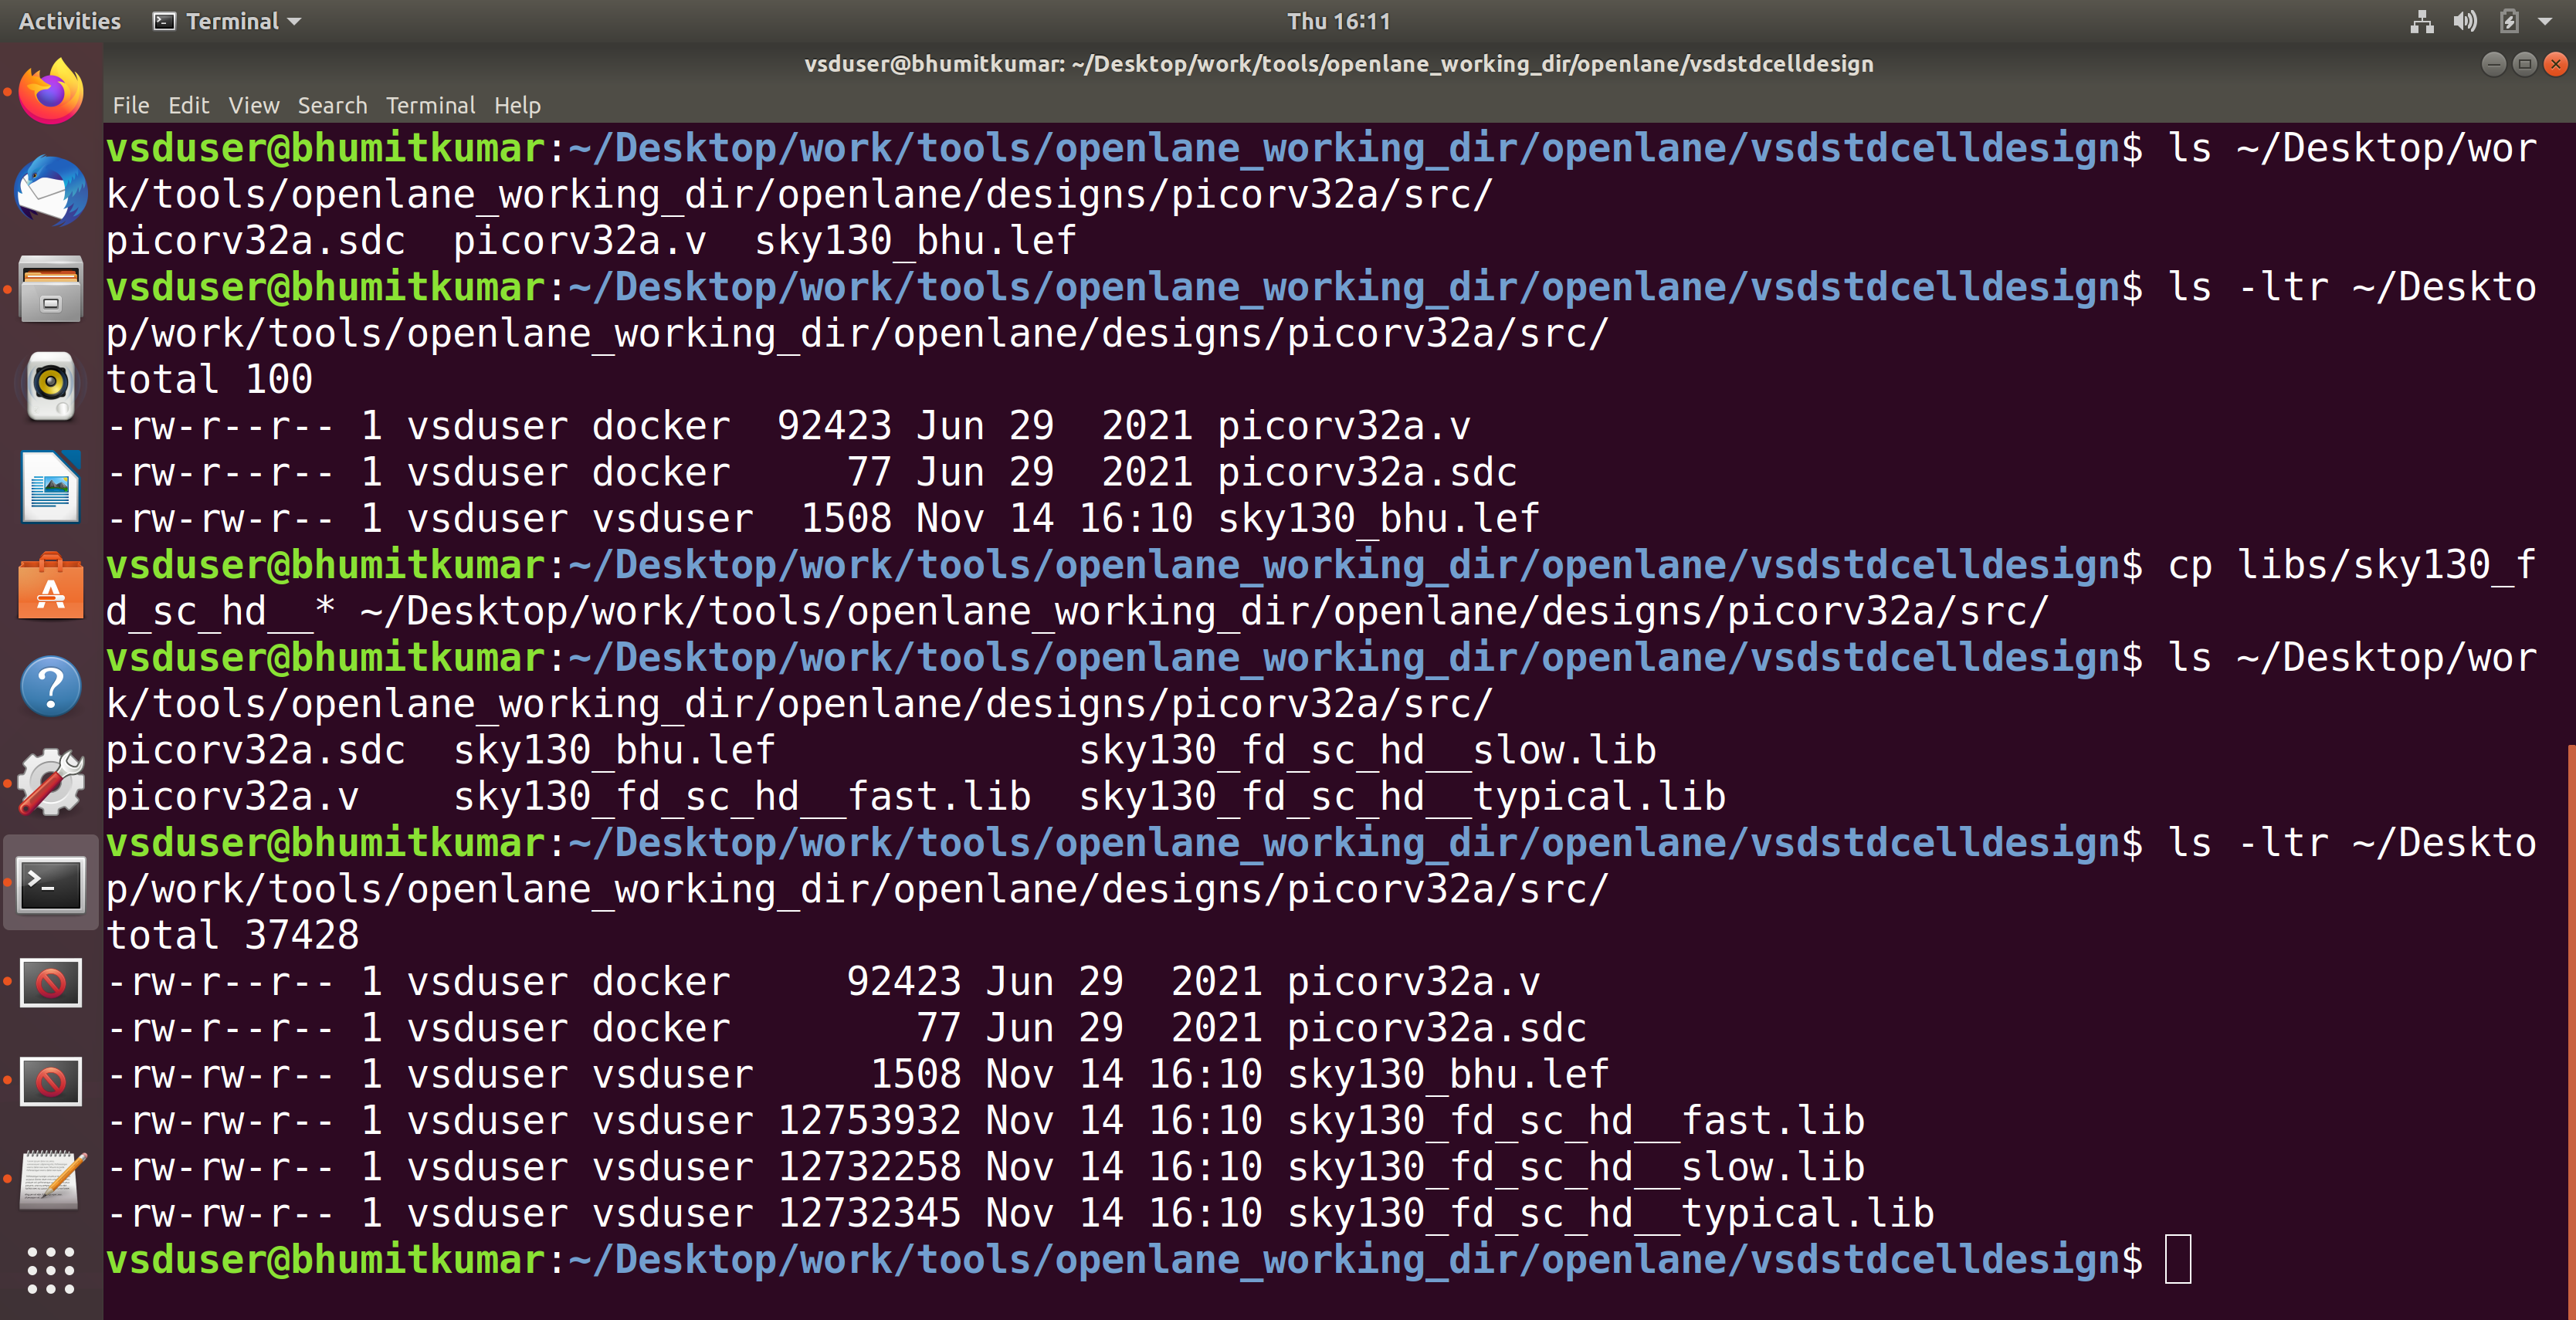 Activities Terminal Thu 16:11
vsduser@bhumitkumar: ~/Desktop/work/tools/openlane_working_dir/openlane/vsdstdcelldesign
File Edit View Search Terminal Help
vsduser@bhumitkumar:~/Desktop/work/tools/openlane_working_dir/openlane/vsdstdcelldesign$ ls ~/Desktop/wor
k/tools/openlane_working_dir/openlane/designs/picorv32a/src/
picorv32a.sdc  picorv32a.v  sky130_bhu.lef
vsduser@bhumitkumar:~/Desktop/work/tools/openlane_working_dir/openlane/vsdstdcelldesign$ ls -ltr ~/Deskto
p/work/tools/openlane_working_dir/openlane/designs/picorv32a/src/
total 100
-rw-r--r-- 1 vsduser docker  92423 Jun 29  2021 picorv32a.v
-rw-r--r-- 1 vsduser docker     77 Jun 29  2021 picorv32a.sdc
-rw-rw-r-- 1 vsduser vsduser  1508 Nov 14 16:10 sky130_bhu.lef
vsduser@bhumitkumar:~/Desktop/work/tools/openlane_working_dir/openlane/vsdstdcelldesign$ cp libs/sky130_f
d_sc_hd__* ~/Desktop/work/tools/openlane_working_dir/openlane/designs/picorv32a/src/
vsduser@bhumitkumar:~/Desktop/work/tools/openlane_working_dir/openlane/vsdstdcelldesign$ ls ~/Desktop/wor
k/tools/openlane_working_dir/openlane/designs/picorv32a/src/
picorv32a.sdc  sky130_bhu.lef             sky130_fd_sc_hd__slow.lib
picorv32a.v    sky130_fd_sc_hd__fast.lib  sky130_fd_sc_hd__typical.lib
vsduser@bhumitkumar:~/Desktop/work/tools/openlane_working_dir/openlane/vsdstdcelldesign$ ls -ltr ~/Deskto
p/work/tools/openlane_working_dir/openlane/designs/picorv32a/src/
total 37428
-rw-r--r-- 1 vsduser docker     92423 Jun 29  2021 picorv32a.v
-rw-r--r-- 1 vsduser docker        77 Jun 29  2021 picorv32a.sdc
-rw-rw-r-- 1 vsduser vsduser     1508 Nov 14 16:10 sky130_bhu.lef
-rw-rw-r-- 1 vsduser vsduser 12753932 Nov 14 16:10 sky130_fd_sc_hd__fast.lib
-rw-rw-r-- 1 vsduser vsduser 12732258 Nov 14 16:10 sky130_fd_sc_hd__slow.lib
-rw-rw-r-- 1 vsduser vsduser 12732345 Nov 14 16:10 sky130_fd_sc_hd__typical.lib
vsduser@bhumitkumar:~/Desktop/work/tools/openlane_working_dir/openlane/vsdstdcelldesign$